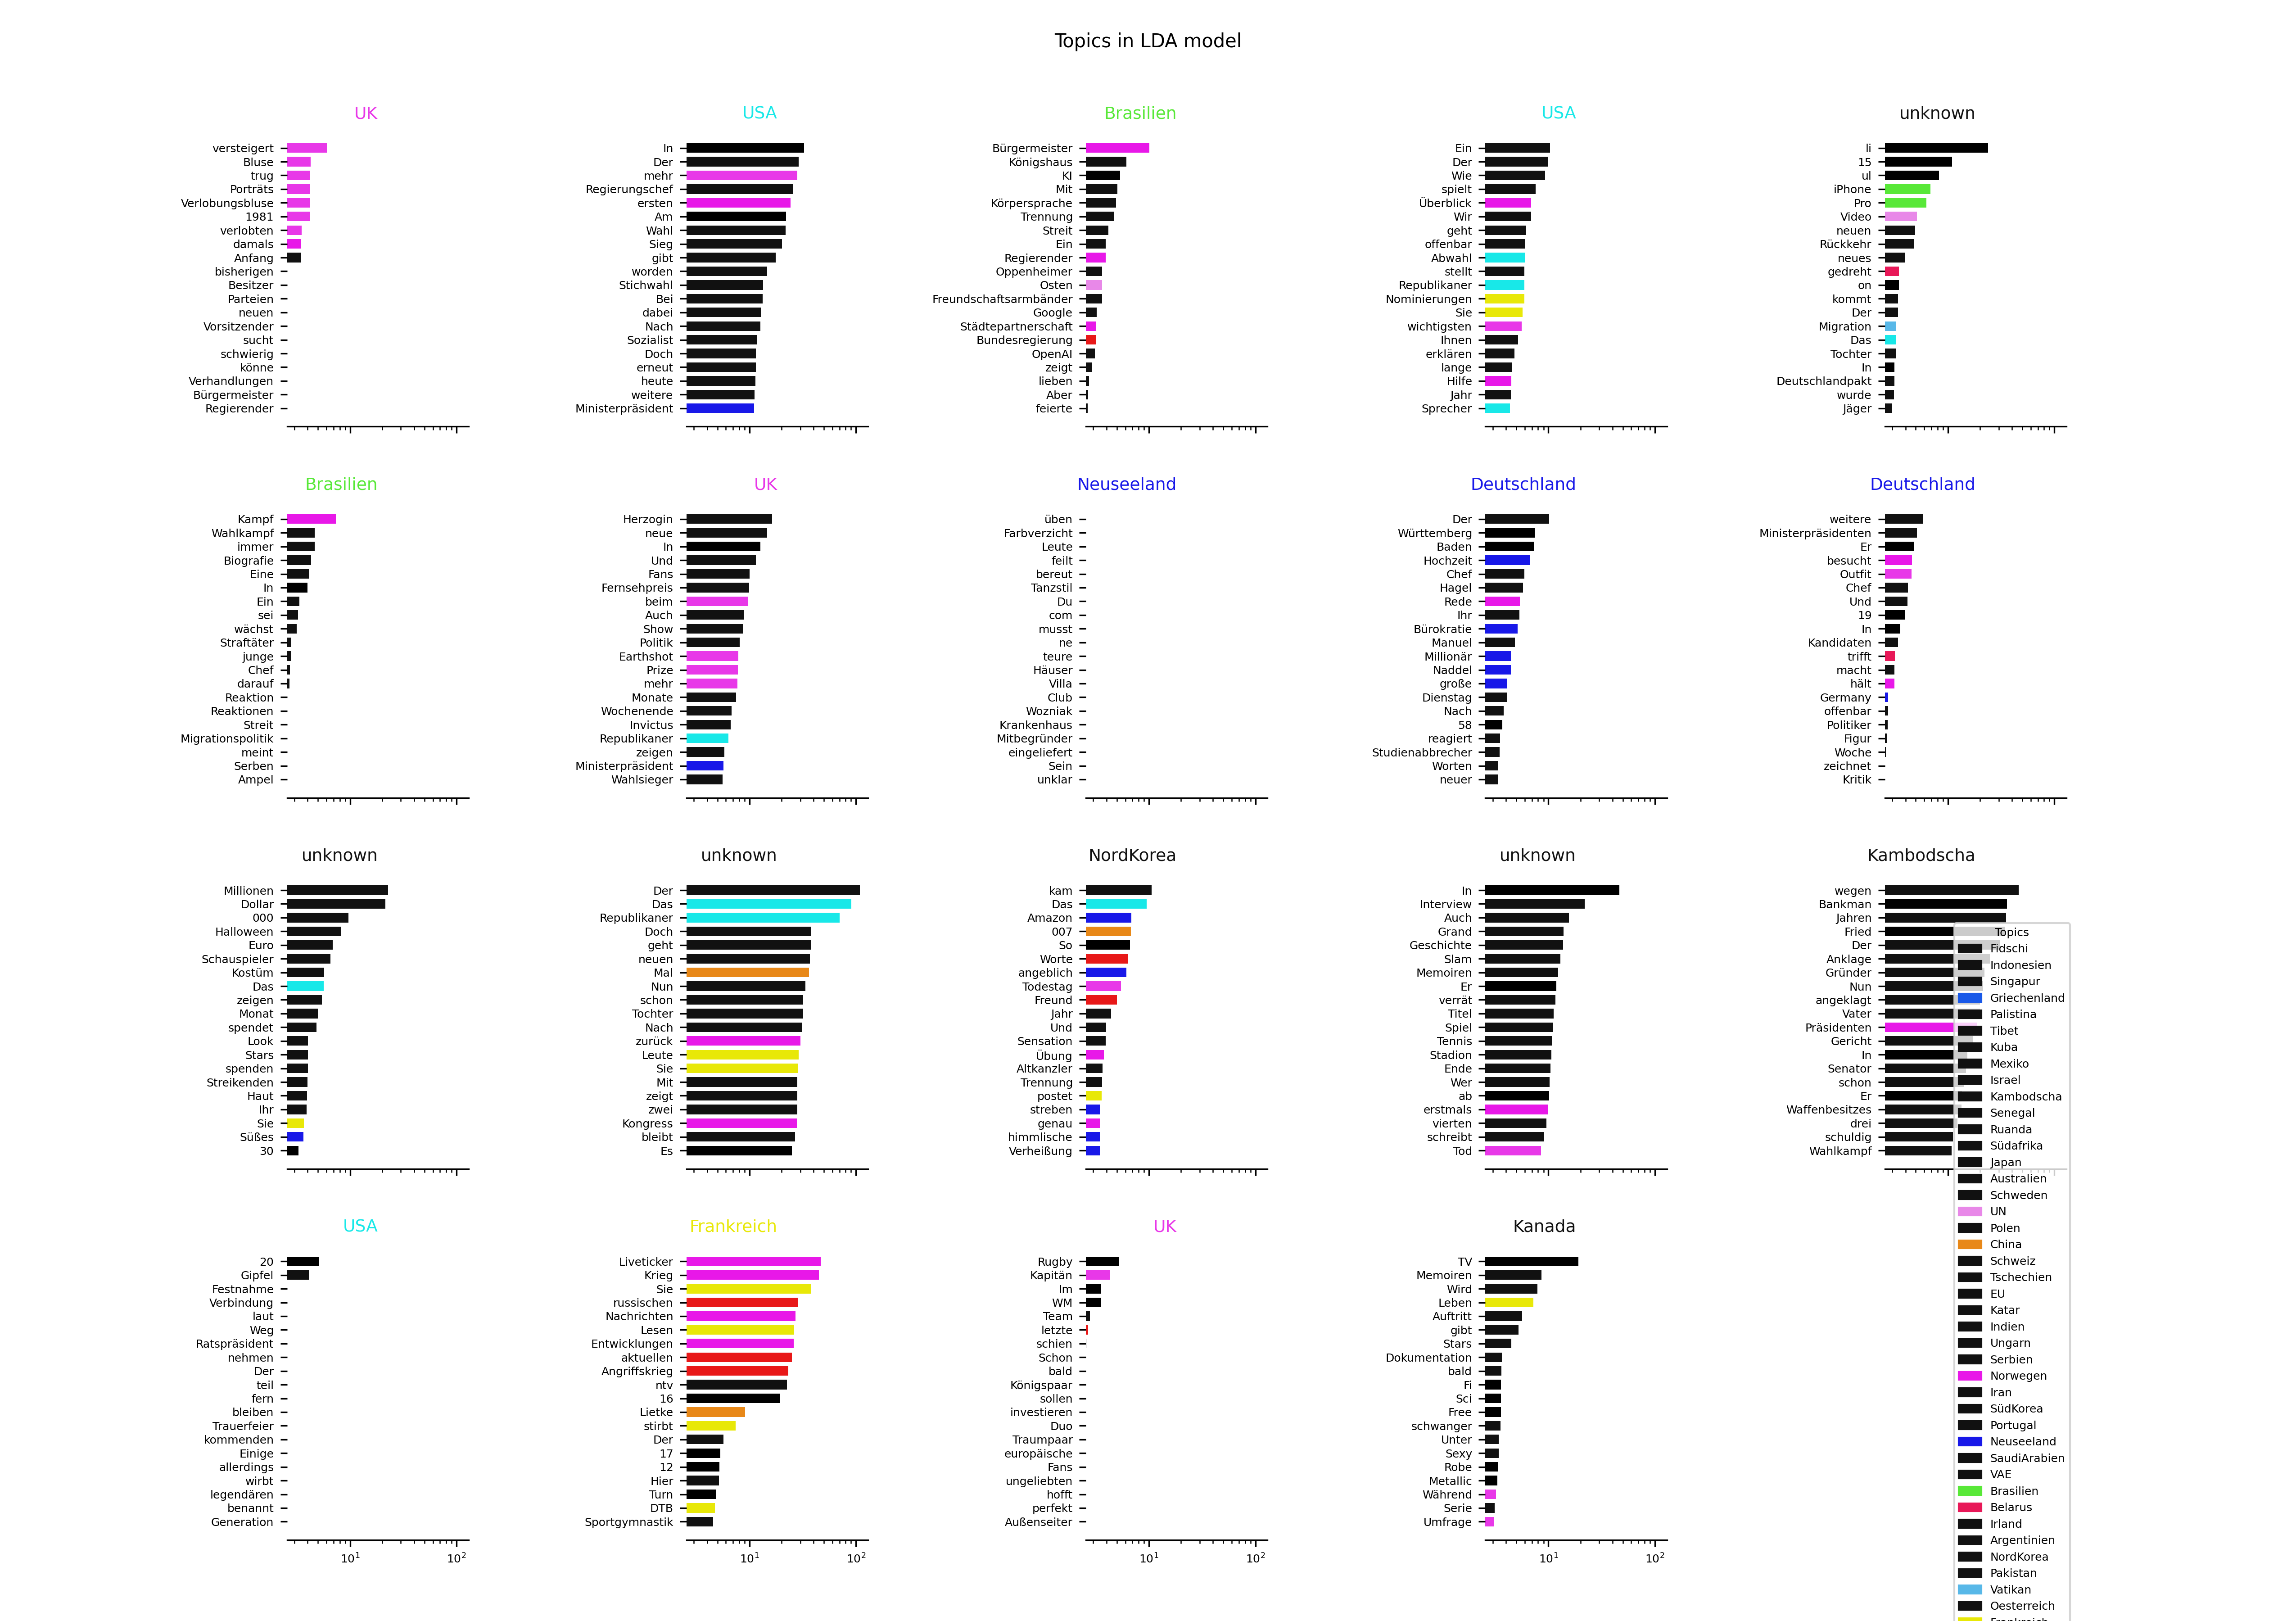 Topics in LDA model
UK
versteigert
Bluse
trug
Porträts
Verlobungsbluse
1981
verlobten
damals
Anfang
bisherigen
Besitzer
Parteien
neuen
Vorsitzender
sucht
schwierig
könne
Verhandlungen
Bürgermeister
Regierender
USA
In
Der
mehr
Regierungschef
ersten
Am
Wahl
Sieg
gibt
worden
Stichwahl
Bei
dabei
Nach
Sozialist
Doch
erneut
heute
weitere
Ministerpräsident
Brasilien
Bürgermeister
Königshaus
KI
Mit
Körpersprache
Trennung
Streit
Ein
Regierender
Oppenheimer
Osten
Freundschaftsarmbänder
Google
Städtepartnerschaft
Bundesregierung
OpenAI
zeigt
lieben
Aber
feierte
USA
Ein
Der
Wie
spielt
Überblick
Wir
geht
offenbar
Abwahl
stellt
Republikaner
Nominierungen
Sie
wichtigsten
Ihnen
erklären
lange
Hilfe
Jahr
Sprecher
unknown
li
15
ul
iPhone
Pro
Video
neuen
Rückkehr
neues
gedreht
on
kommt
Der
Migration
Das
Tochter
In
Deutschlandpakt
wurde
Jäger
Brasilien
Kampf
Wahlkampf
immer
Biografie
Eine
In
Ein
sei
wächst
Straftäter
junge
Chef
darauf
Reaktion
Reaktionen
Streit
Migrationspolitik
meint
Serben
Ampel
UK
Herzogin
neue
In
Und
Fans
Fernsehpreis
beim
Auch
Show
Politik
Earthshot
Prize
mehr
Monate
Wochenende
Invictus
Republikaner
zeigen
Ministerpräsident
Wahlsieger
Neuseeland
üben
Farbverzicht
Leute
feilt
bereut
Tanzstil
Du
com
musst
ne
teure
Häuser
Villa
Club
Wozniak
Krankenhaus
Mitbegründer
eingeliefert
Sein
unklar
Deutschland
Der
Württemberg
Baden
Hochzeit
Chef
Hagel
Rede
Ihr
Bürokratie
Manuel
Millionär
Naddel
große
Dienstag
Nach
58
reagiert
Studienabbrecher
Worten
neuer
Deutschland
weitere
Ministerpräsidenten
Er
besucht
Outfit
Chef
Und
19
In
Kandidaten
trifft
macht
hält
Germany
offenbar
Politiker
Figur
Woche
zeichnet
Kritik
unknown
Millionen
Dollar
000
Halloween
Euro
Schauspieler
Kostüm
Das
zeigen
Monat
spendet
Look
Stars
spenden
Streikenden
Haut
Ihr
Sie
Süßes
30
unknown
Der
Das
Republikaner
Doch
geht
neuen
Mal
Nun
schon
Tochter
Nach
zurück
Leute
Sie
Mit
zeigt
zwei
Kongress
bleibt
Es
NordKorea
kam
Das
Amazon
007
So
Worte
angeblich
Todestag
Freund
Jahr
Und
Sensation
Übung
Altkanzler
Trennung
postet
streben
genau
himmlische
Verheißung
unknown
In
Interview
Auch
Grand
Geschichte
Slam
Memoiren
Er
verrät
Titel
Spiel
Tennis
Stadion
Ende
Wer
ab
erstmals
vierten
schreibt
Tod
Kambodscha
wegen
Bankman
Jahren
Fried
Der
Anklage
Gründer
Nun
angeklagt
Vater
Präsidenten
Gericht
In
Senator
schon
Er
Waffenbesitzes
drei
schuldig
Wahlkampf
USA
20
Gipfel
Festnahme
Verbindung
laut
Weg
Ratspräsident
nehmen
Der
teil
fern
bleiben
Trauerfeier
kommenden
Einige
allerdings
wirbt
legendären
benannt
Generation
10¹
10²
Frankreich
Liveticker
Krieg
Sie
russischen
Nachrichten
Lesen
Entwicklungen
aktuellen
Angriffskrieg
ntv
16
Lietke
stirbt
Der
17
12
Hier
Turn
DTB
Sportgymnastik
10¹
10²
UK
Rugby
Kapitän
Im
WM
Team
letzte
schien
Schon
bald
Königspaar
sollen
investieren
Duo
Traumpaar
europäische
Fans
ungeliebten
hofft
perfekt
Außenseiter
10¹
10²
Kanada
TV
Memoiren
Wird
Leben
Auftritt
gibt
Stars
Dokumentation
bald
Fi
Sci
Free
schwanger
Unter
Sexy
Robe
Metallic
Während
Serie
Umfrage
10¹
10²
Topics
Fidschi
Indonesien
Singapur
Griechenland
Palistina
Tibet
Kuba
Mexiko
Israel
Kambodscha
Senegal
Ruanda
Südafrika
Japan
Australien
Schweden
UN
Polen
China
Schweiz
Tschechien
EU
Katar
Indien
Ungarn
Serbien
Norwegen
Iran
SüdKorea
Portugal
Neuseeland
SaudiArabien
VAE
Brasilien
Belarus
Irland
Argentinien
NordKorea
Pakistan
Vatikan
Oesterreich
Frankreich